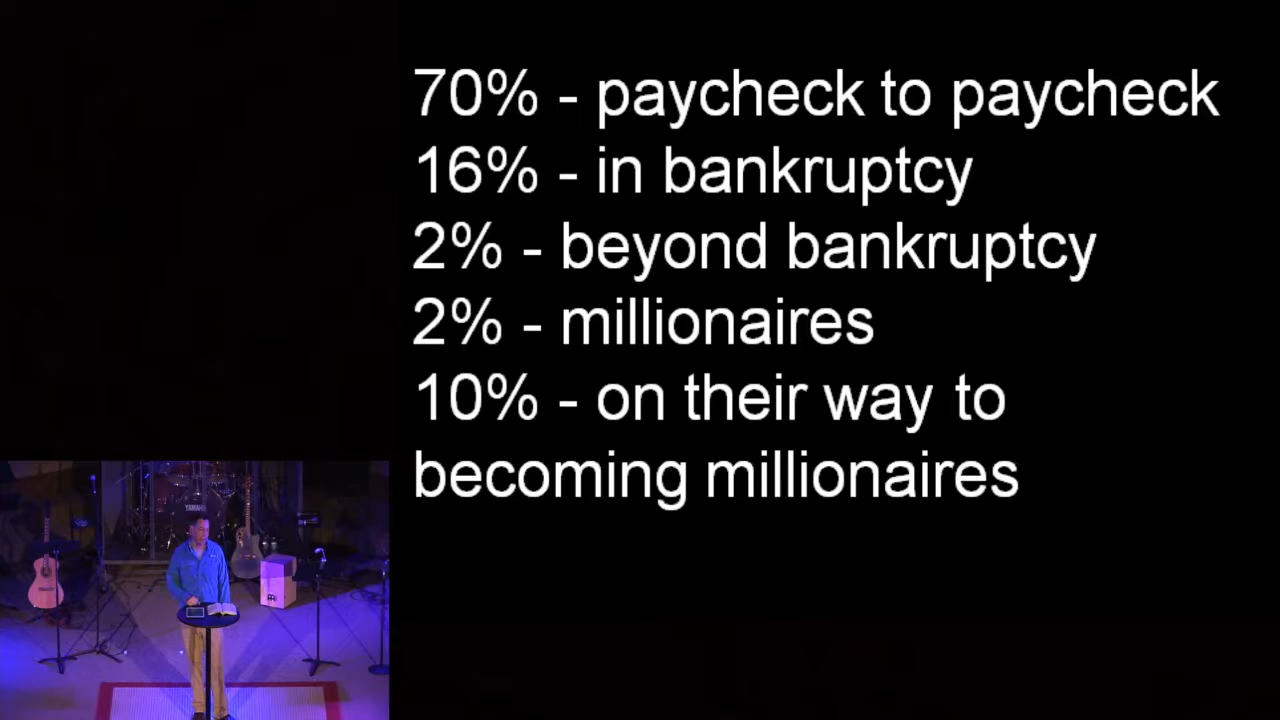 70% - paycheck to paycheck
16% - in bankruptcy
2% - beyond bankruptcy
2% - millionaires
10% - on their way to
becoming millionaires
YAMAHA